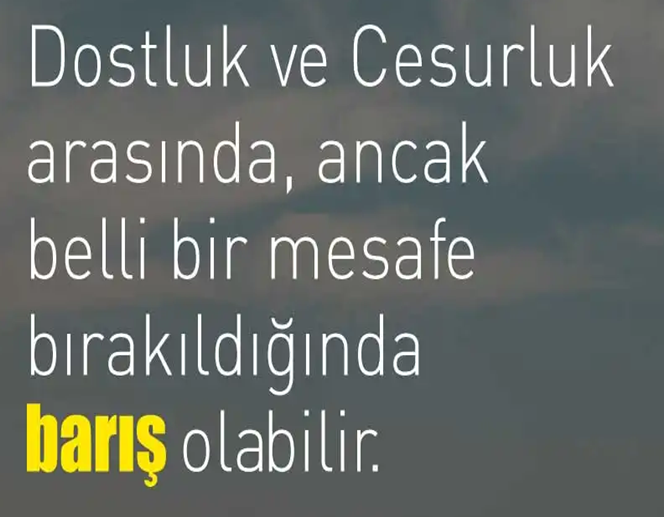 Dostluk ve Cesurluk
arasında, ancak
belli bir mesafe
bırakıldığında
barış olabilir.